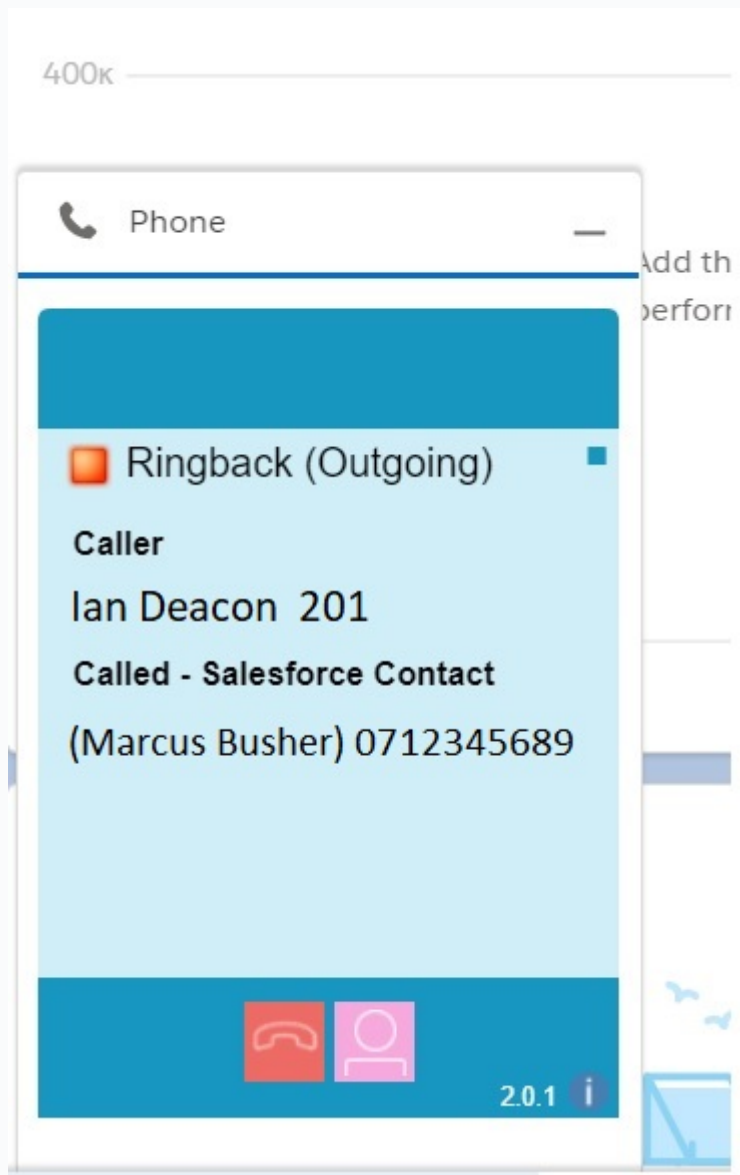 400K
Phone
Add th
perfor
Ringback (Outgoing)
Caller
Ian Deacon 201
Called - Salesforce Contact
(Marcus Busher) 0712345689
2.0.1 i